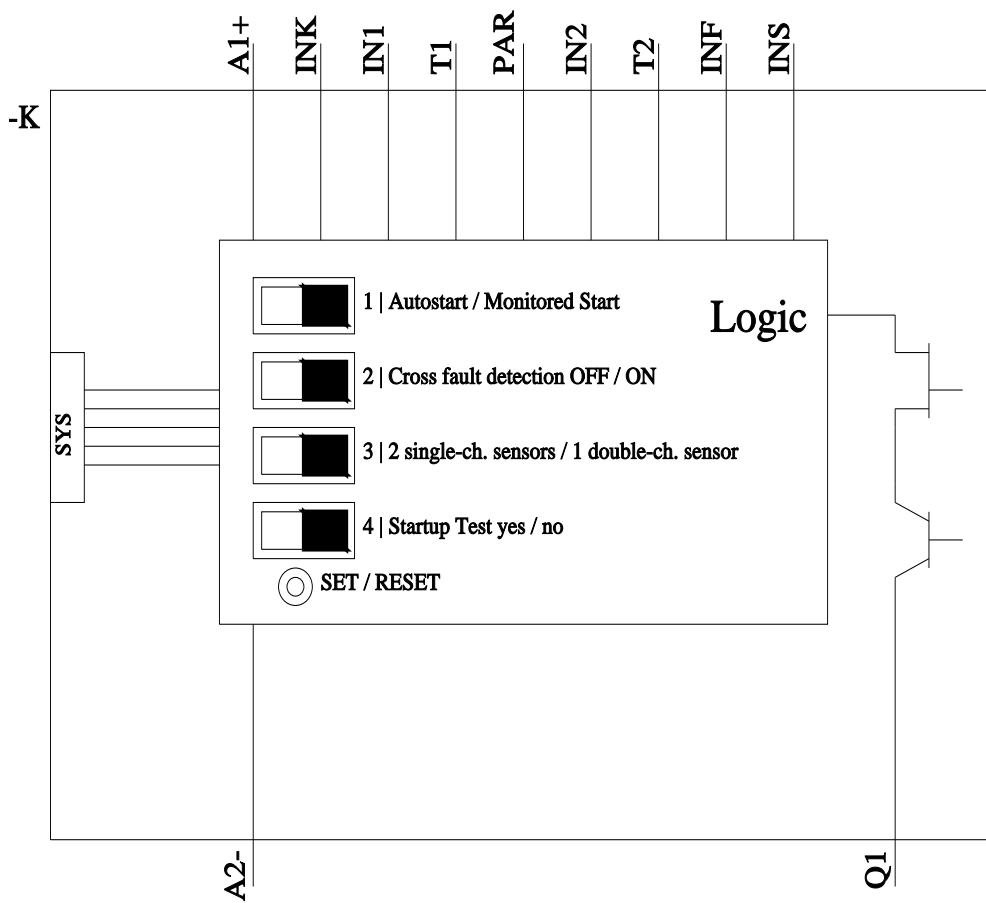 A1+
INK
IN1
T1
PAR
IN2
T2
INF
INS
-K
1 | Autostart / Monitored Start
Logic
2 | Cross fault detection OFF / ON
SYS
3 | 2 single-ch. sensors / 1 double-ch. sensor
4 | Startup Test yes / no
SET / RESET
A2-
Q1